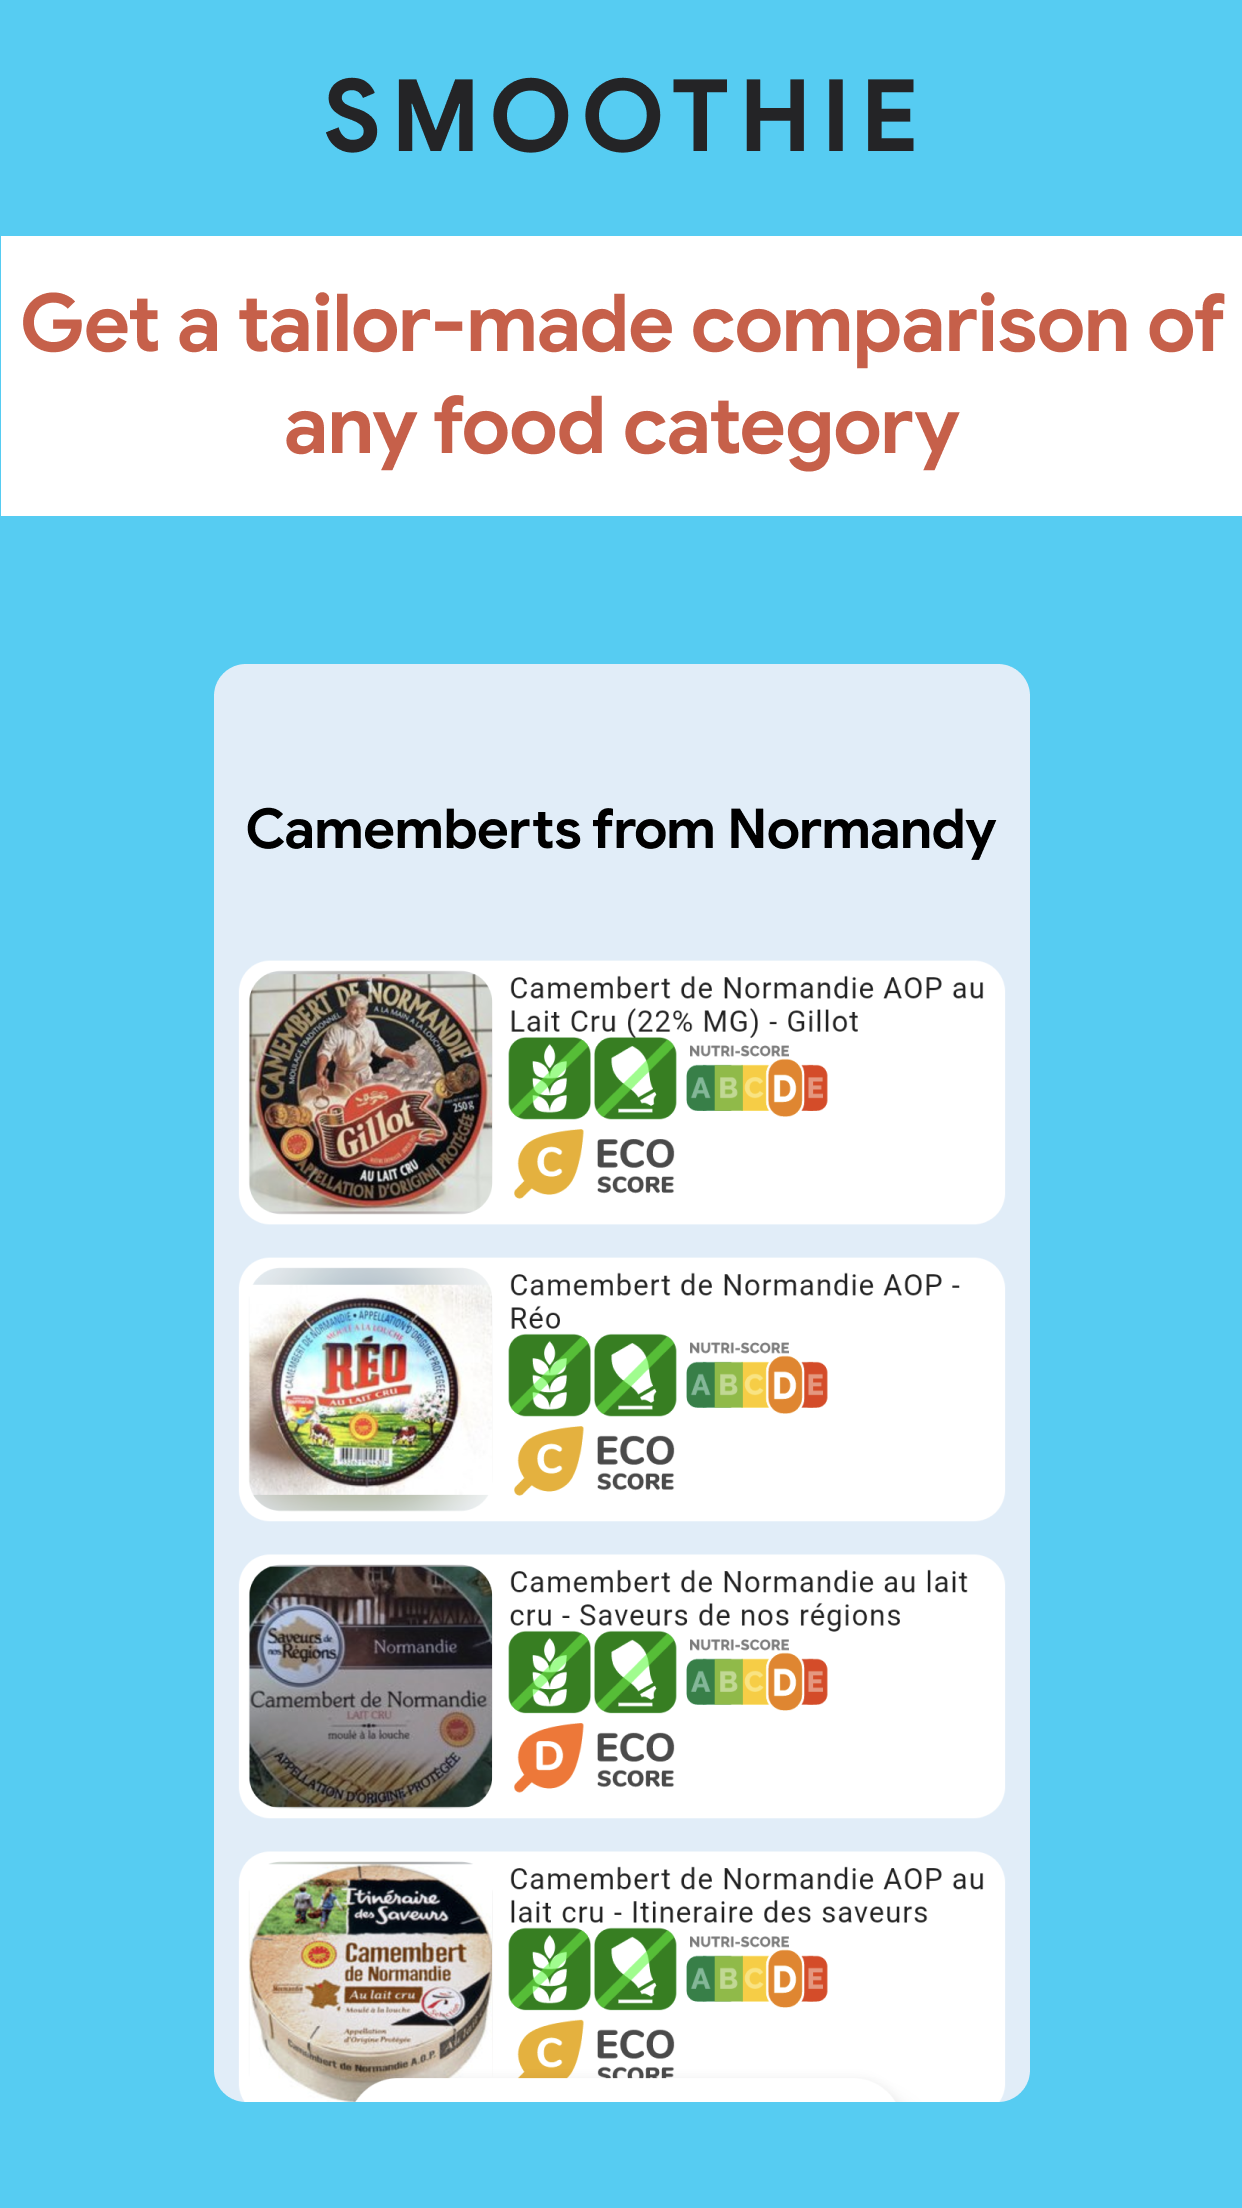 SMOOTHIE
Get a tailor-made comparison of
any food category
Camemberts from Normandy
CAMEMBERT DE NORMANDIE
MOULAGE TRADITIONNEL
A LA MAIN A LA LOUCHE
250g
Gillot
AU LAIT CRU
APPELLATION D'ORIGINE PROTÉGÉE
Camembert de Normandie AOP au
Lait Cru (22% MG) - Gillot
NUTRI-SCORE
A B C D E
C ECO
SCORE
CAMEMBERT DE NORMANDIE • APPELLATION D'ORIGINE PROTÉGÉE
MOULÉ A LA LOUCHE
RÉO
AU LAIT CRU
Camembert de Normandie AOP -
Réo
NUTRI-SCORE
A B C D E
C ECO
SCORE
Saveurs de
nos Régions
Normandie
Camembert de Normandie
LAIT CRU
moulé à la louche
APPELLATION D'ORIGINE PROTÉGÉE
Camembert de Normandie au lait
cru - Saveurs de nos régions
NUTRI-SCORE
A B C D E
D ECO
SCORE
Itinéraire
des Saveurs
Camembert
de Normandie
Au lait cru
Moulé à la louche
Appellation
d'Origine Protégée
Camembert de Normandie A.O.P.
Camembert de Normandie AOP au
lait cru - Itineraire des saveurs
NUTRI-SCORE
A B C D E
C ECO
SCORE